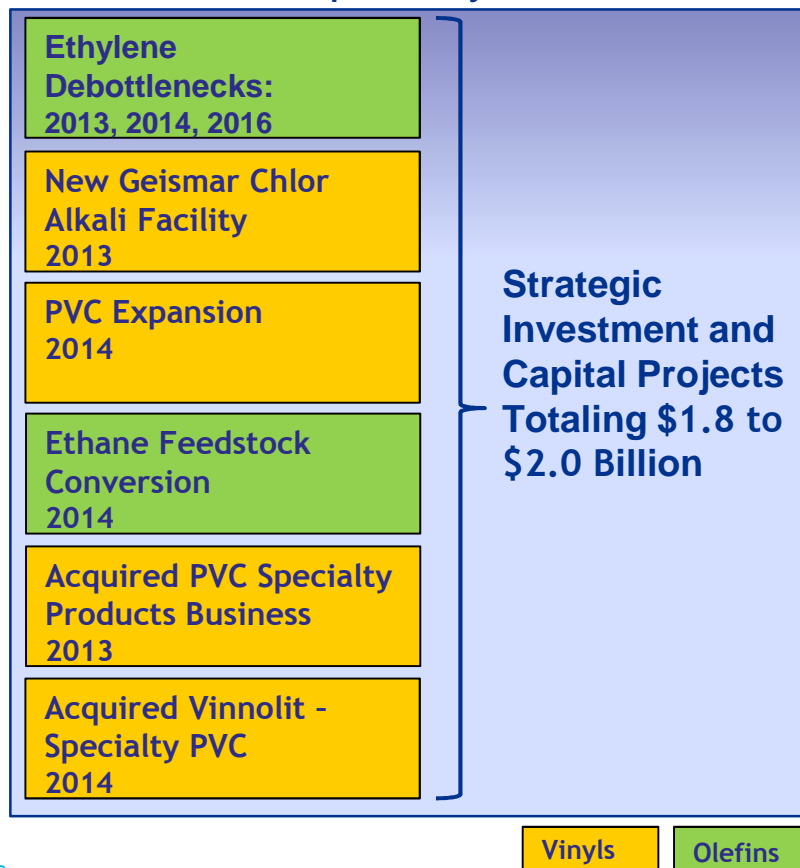 Ethylene
Debottlenecks:
2013, 2014, 2016
New Geismar Chlor
Alkali Facility
2013
PVC Expansion
2014
Ethane Feedstock
Conversion
2014
Acquired PVC Specialty
Products Business
2013
Acquired Vinnolit –
Specialty PVC
2014
Strategic
Investment and
Capital Projects
Totaling $1.8 to
$2.0 Billion
Vinyls
Olefins